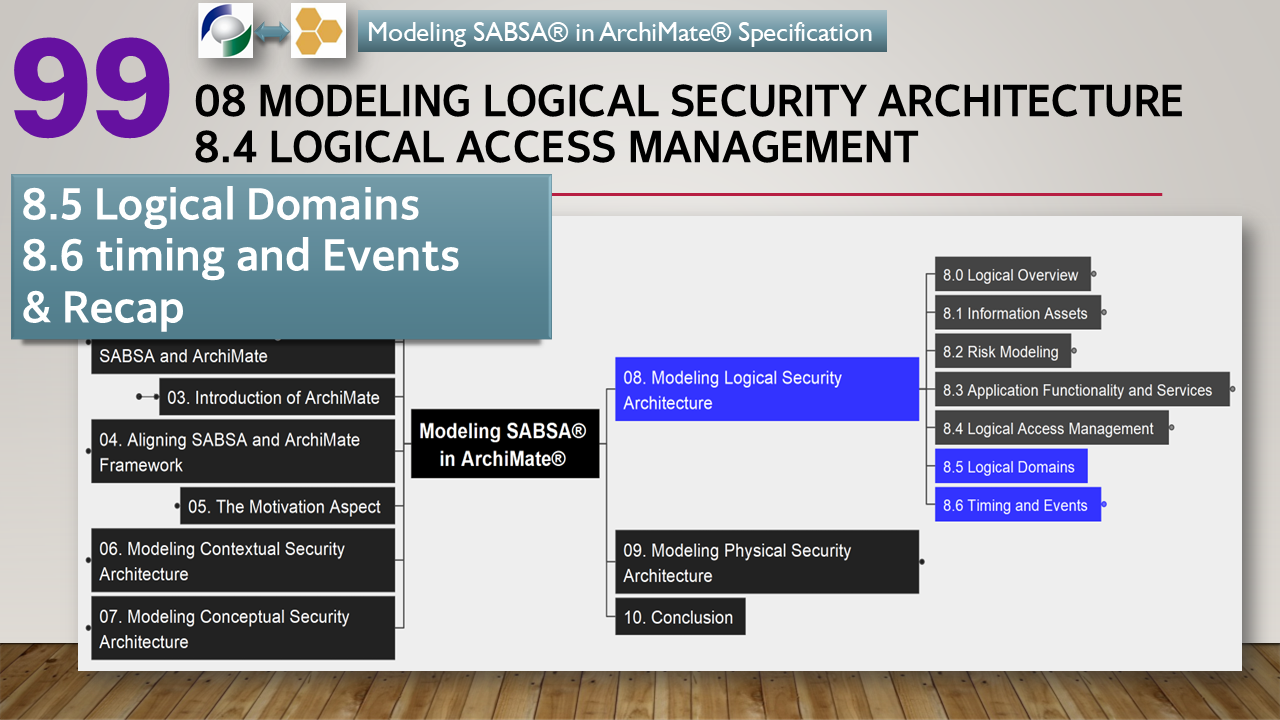 Modeling SABSA® in ArchiMate® Specification
99
08 MODELING LOGICAL SECURITY ARCHITECTURE
8.4 LOGICAL ACCESS MANAGEMENT
8.5 Logical Domains
8.6 timing and Events
& Recap
SABSA and ArchiMate
03. Introduction of ArchiMate
04. Aligning SABSA and ArchiMate
Framework
05. The Motivation Aspect
06. Modeling Contextual Security
Architecture
07. Modeling Conceptual Security
Architecture
Modeling SABSA®
in ArchiMate®
08. Modeling Logical Security
Architecture
09. Modeling Physical Security
Architecture
10. Conclusion
8.0 Logical Overview
8.1 Information Assets
8.2 Risk Modeling
8.3 Application Functionality and Services
8.4 Logical Access Management
8.5 Logical Domains
8.6 Timing and Events